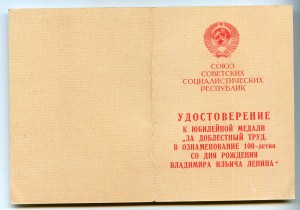 СОЮЗ
СОВЕТСКИХ
СОЦИАЛИСТИЧЕСКИХ
РЕСПУБЛИК
УДОСТОВЕРЕНИЕ
К ЮБИЛЕЙНОЙ МЕДАЛИ
„ЗА ДОБЛЕСТНЫЙ ТРУД.
В ОЗНАМЕНОВАНИЕ 100-летия
СО ДНЯ РОЖДЕНИЯ
ВЛАДИМИРА ИЛЬИЧА ЛЕНИНА“